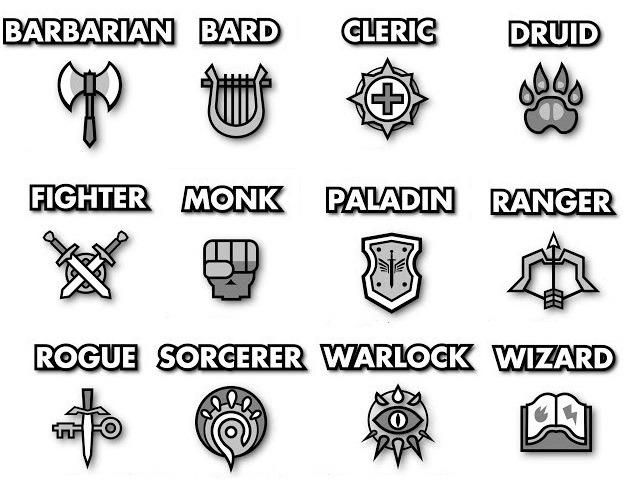 BARBARIAN BARD CLERIC DRUID
FIGHTER MONK PALADIN RANGER
ROGUE SORCERER WARLOCK WIZARD